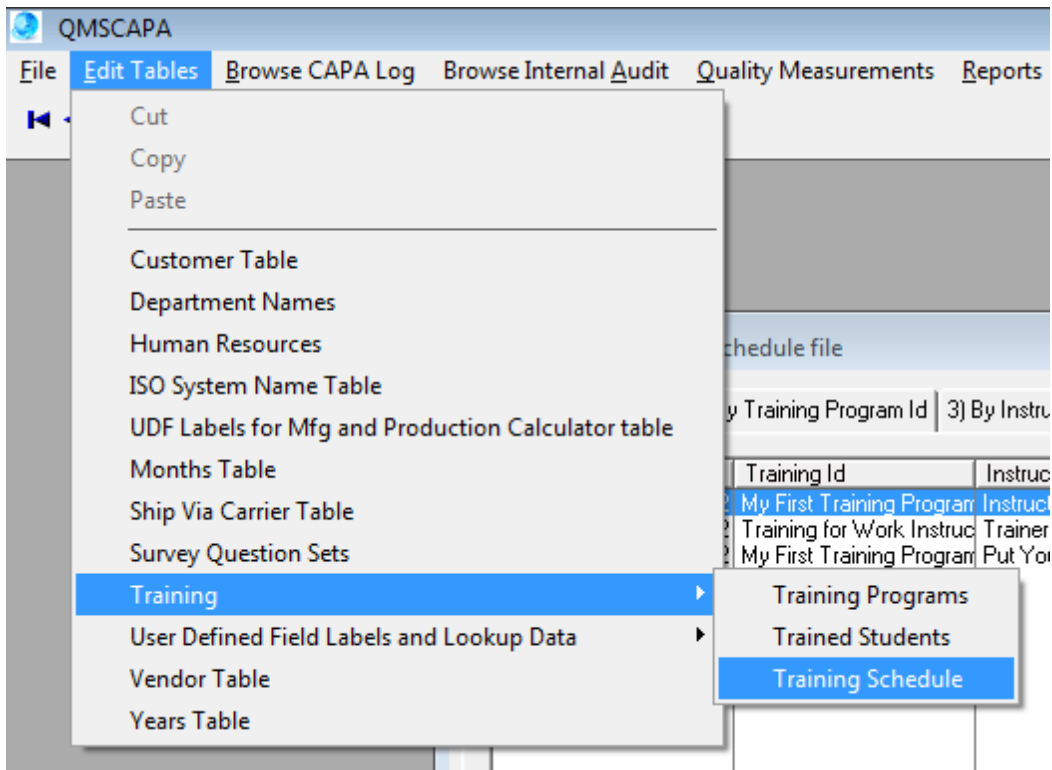 QMSCAPA
File Edit Tables Browse CAPA Log Browse Internal Audit Quality Measurements Reports
Cut
Copy
Paste
Customer Table
Department Names
Human Resources
ISO System Name Table
UDF Labels for Mfg and Production Calculator table
Months Table
Ship Via Carrier Table
Survey Question Sets
Training
User Defined Field Labels and Lookup Data
Vendor Table
Years Table
Training Programs
Trained Students
Training Schedule
chedule file
y Training Program Id 3) By Instru
Training Id Instruc
2 My First Training Program Instruct
2 Training for Work Instruc Trainer
2 My First Training Program Put You